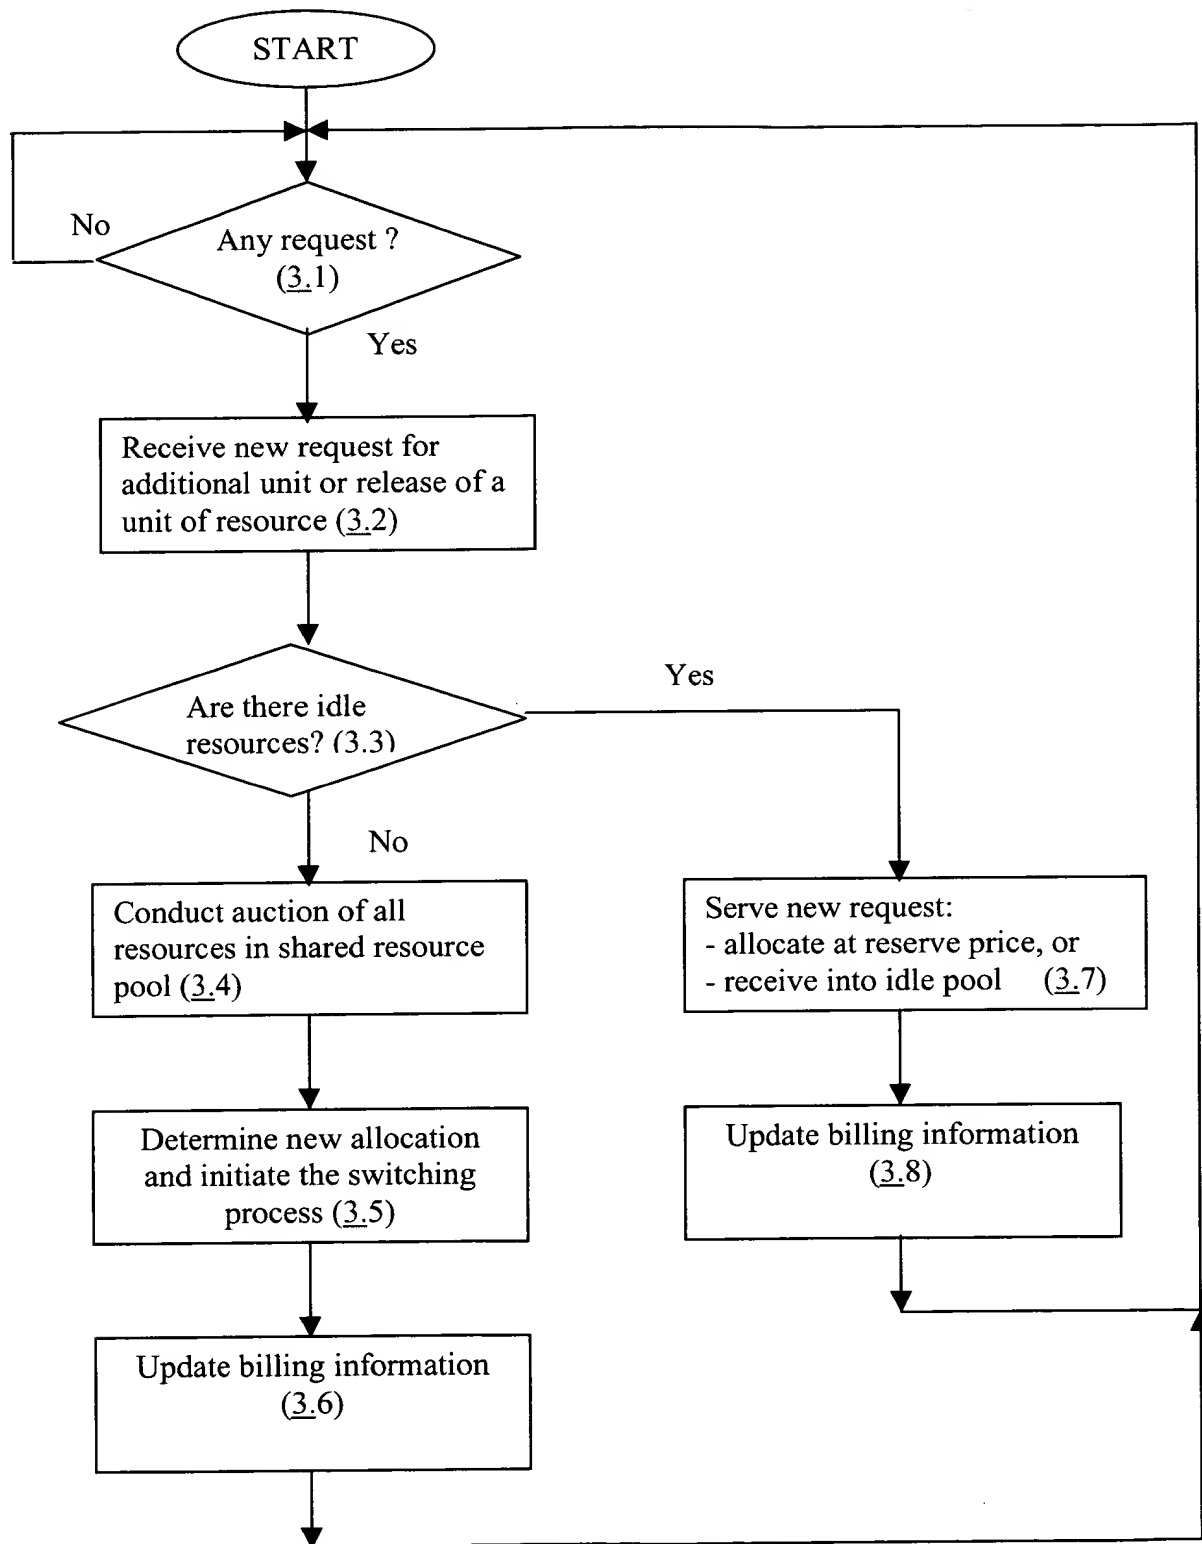 START
No
Any request ?
(3.1)
Yes
Receive new request for
additional unit or release of a
unit of resource (3.2)
Are there idle
resources? (3.3)
Yes
No
Conduct auction of all
resources in shared resource
pool (3.4)
Serve new request:
- allocate at reserve price, or
- receive into idle pool (3.7)
Determine new allocation
and initiate the switching
process (3.5)
Update billing information
(3.8)
Update billing information
(3.6)